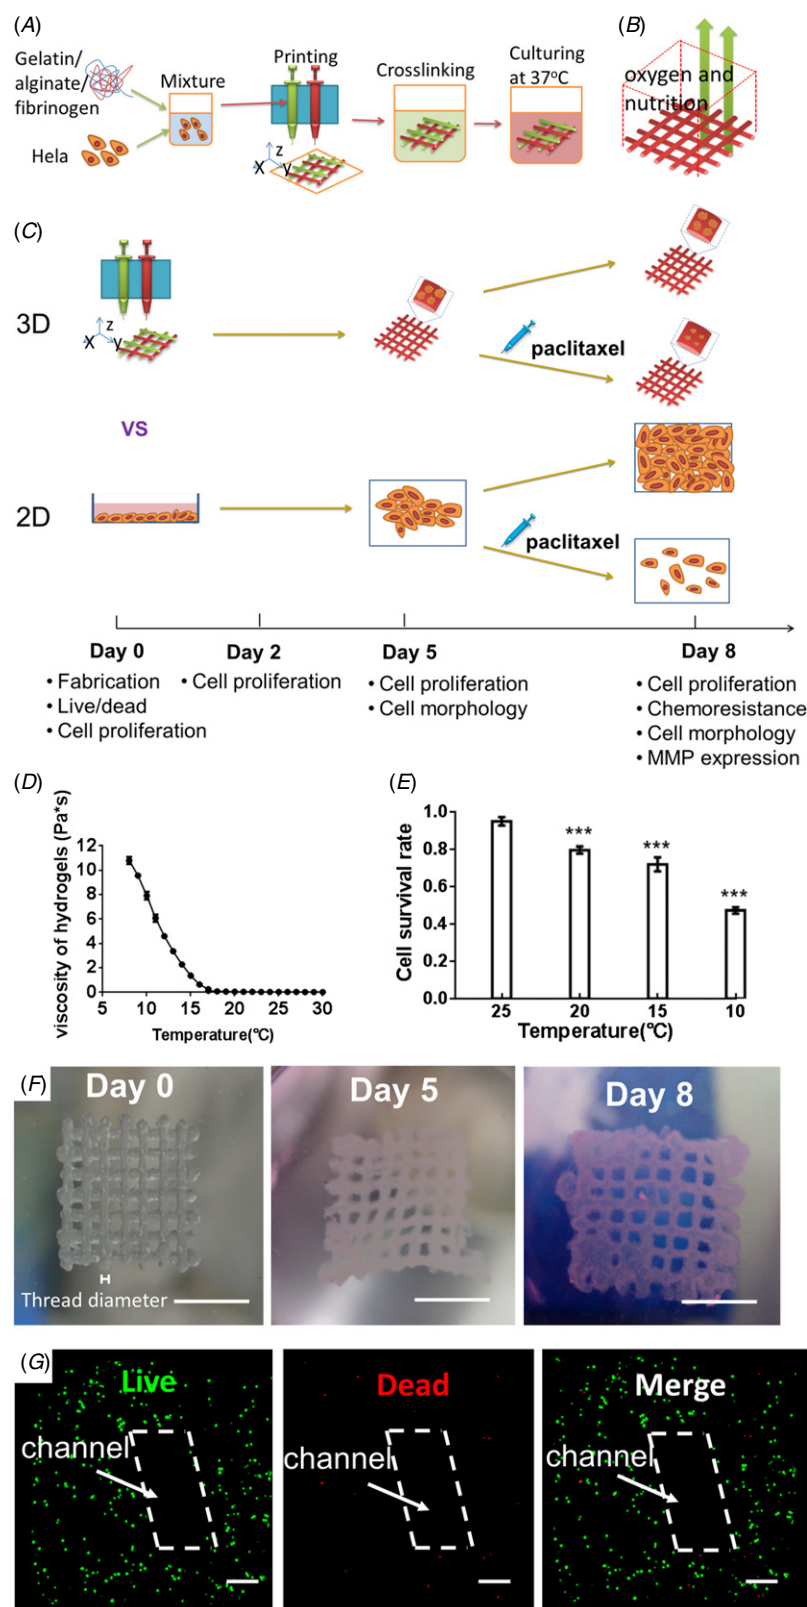 (A)
Gelatin/
alginate/
fibrinogen
Hela
Mixture
Printing
z
X
y
Crosslinking
Culturing
at 37°C
(B)
oxygen and
nutrition
(C)
3D
z
X
y
paclitaxel
VS
2D
paclitaxel
Day 0
• Fabrication
• Live/dead
• Cell proliferation
Day 2
• Cell proliferation
Day 5
• Cell proliferation
• Cell morphology
Day 8
• Cell proliferation
• Chemoresistance
• Cell morphology
• MMP expression
(D)
viscosity of hydrogels (Pa*s)
12
10
8
6
4
2
0
5 10 15 20 25 30
Temperature(°C)
(E)
Cell survival rate
1.0
0.8
0.6
0.4
0.2
0.0
***
***
***
25 20 15 10
Temperature(°C)
(F)
Day 0
Thread diameter
Day 5
Day 8
(G)
Live
channel
Dead
channel
Merge
channel